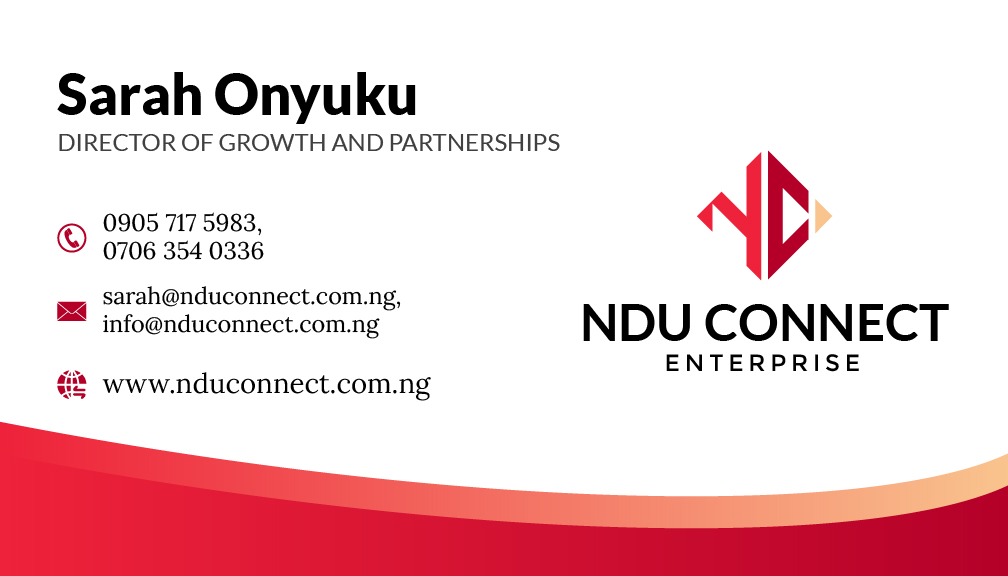 Sarah Onyuku
DIRECTOR OF GROWTH AND PARTNERSHIPS
0905 717 5983,
0706 354 0336
sarah@nduconnect.com.ng,
info@nduconnect.com.ng
www.nduconnect.com.ng
NDU CONNECT
ENTERPRISE